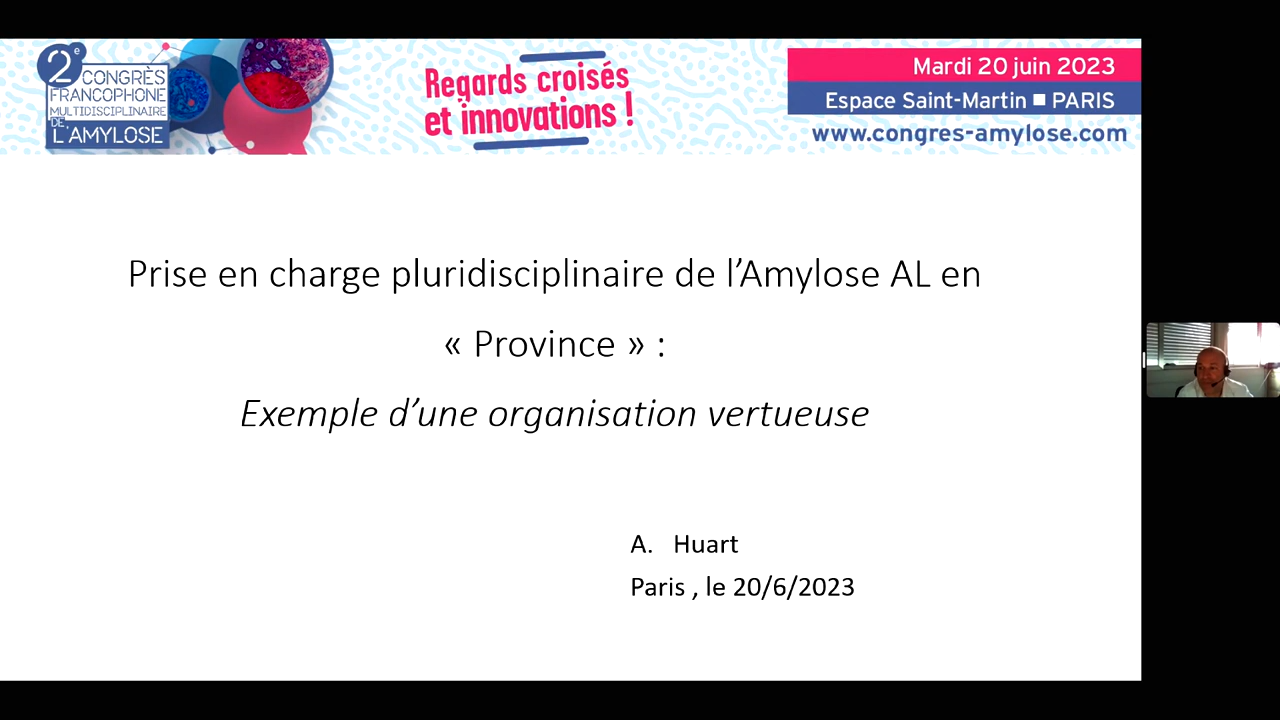 2e CONGRÈS
FRANCOPHONE
MULTIDISCIPLINAIRE
DE
L'AMYLOSE
Regards croisés
et innovations !
Mardi 20 juin 2023
Espace Saint-Martin ■ PARIS
www.congres-amylose.com
Prise en charge pluridisciplinaire de l’Amylose AL en
« Province » :
Exemple d’une organisation vertueuse
A. Huart
Paris , le 20/6/2023